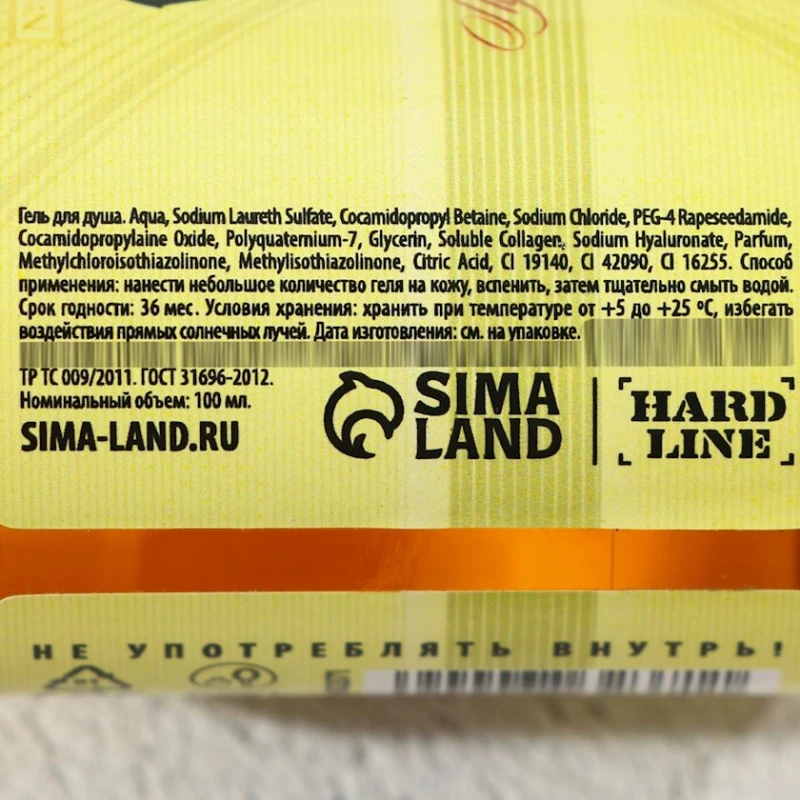 Гель для душа. Aqua, Sodium Laureth Sulfate, Cocamidopropyl Betaine, Sodium Chloride, PEG-4 Rapeseedamide,
Cocamidopropylaine Oxide, Polyquaternium-7, Glycerin, Soluble Collagen, Sodium Hyaluronate, Parfum,
Methylchloroisothiazolinone, Methylisothiazolinone, Citric Acid, CI 19140, CI 42090, CI 16255. Способ
применения: нанести небольшое количество геля на кожу, вспенить, затем тщательно смыть водой.
Срок годности: 36 мес. Условия хранения: хранить при температуре от +5 до +25 °C, избегать
воздействия прямых солнечных лучей. Дата изготовления: см. на упаковке.
ТР ТС 009/2011. ГОСТ 31696-2012.
Номинальный объем: 100 мл.
SIMA-LAND.RU
SIMA
LAND
HARD
LINE
НЕ УПОТРЕБЛЯТЬ ВНУТРЬ!